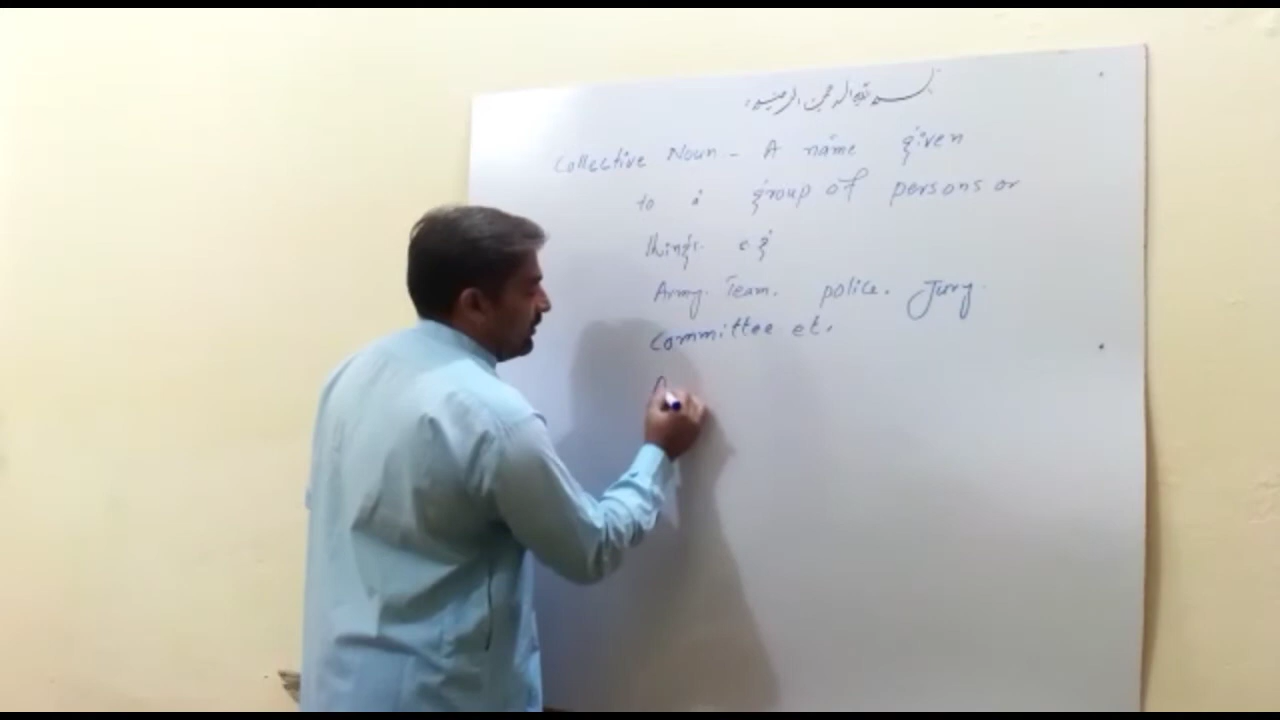 بسم الله الرحمن الرحيم
Collective Noun - A name given
to a group of persons or
things. eg
Army. Team. police. Jury.
committee et.